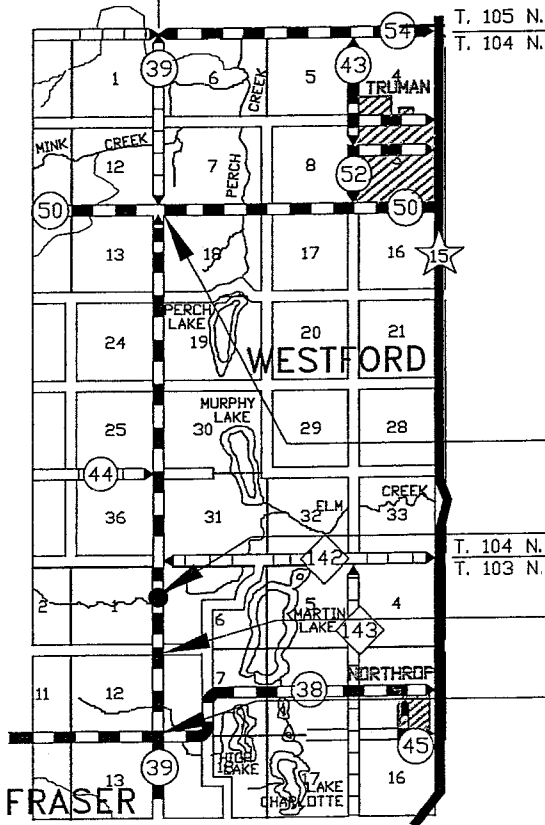 T. 105 N.
54
T. 104 N.
39
43
1
6
5
4
CREEK
TRUMAN
MINK
CREEK
12
7
PERCH
8
52
50
50
13
18
17
16
15
PERCH
LAKE
24
19
20
21
WESTFORD
MURPHY
LAKE
25
30
29
28
44
CREEK
ELM
36
31
32
33
T. 104 N.
142
T. 103 N.
2
1
6
5
4
MARTIN
LAKE
143
NORTHROP
7
11
12
38
45
39
HIGH
LAKE
13
17
LAKE
CHARLOTTE
16
FRASER